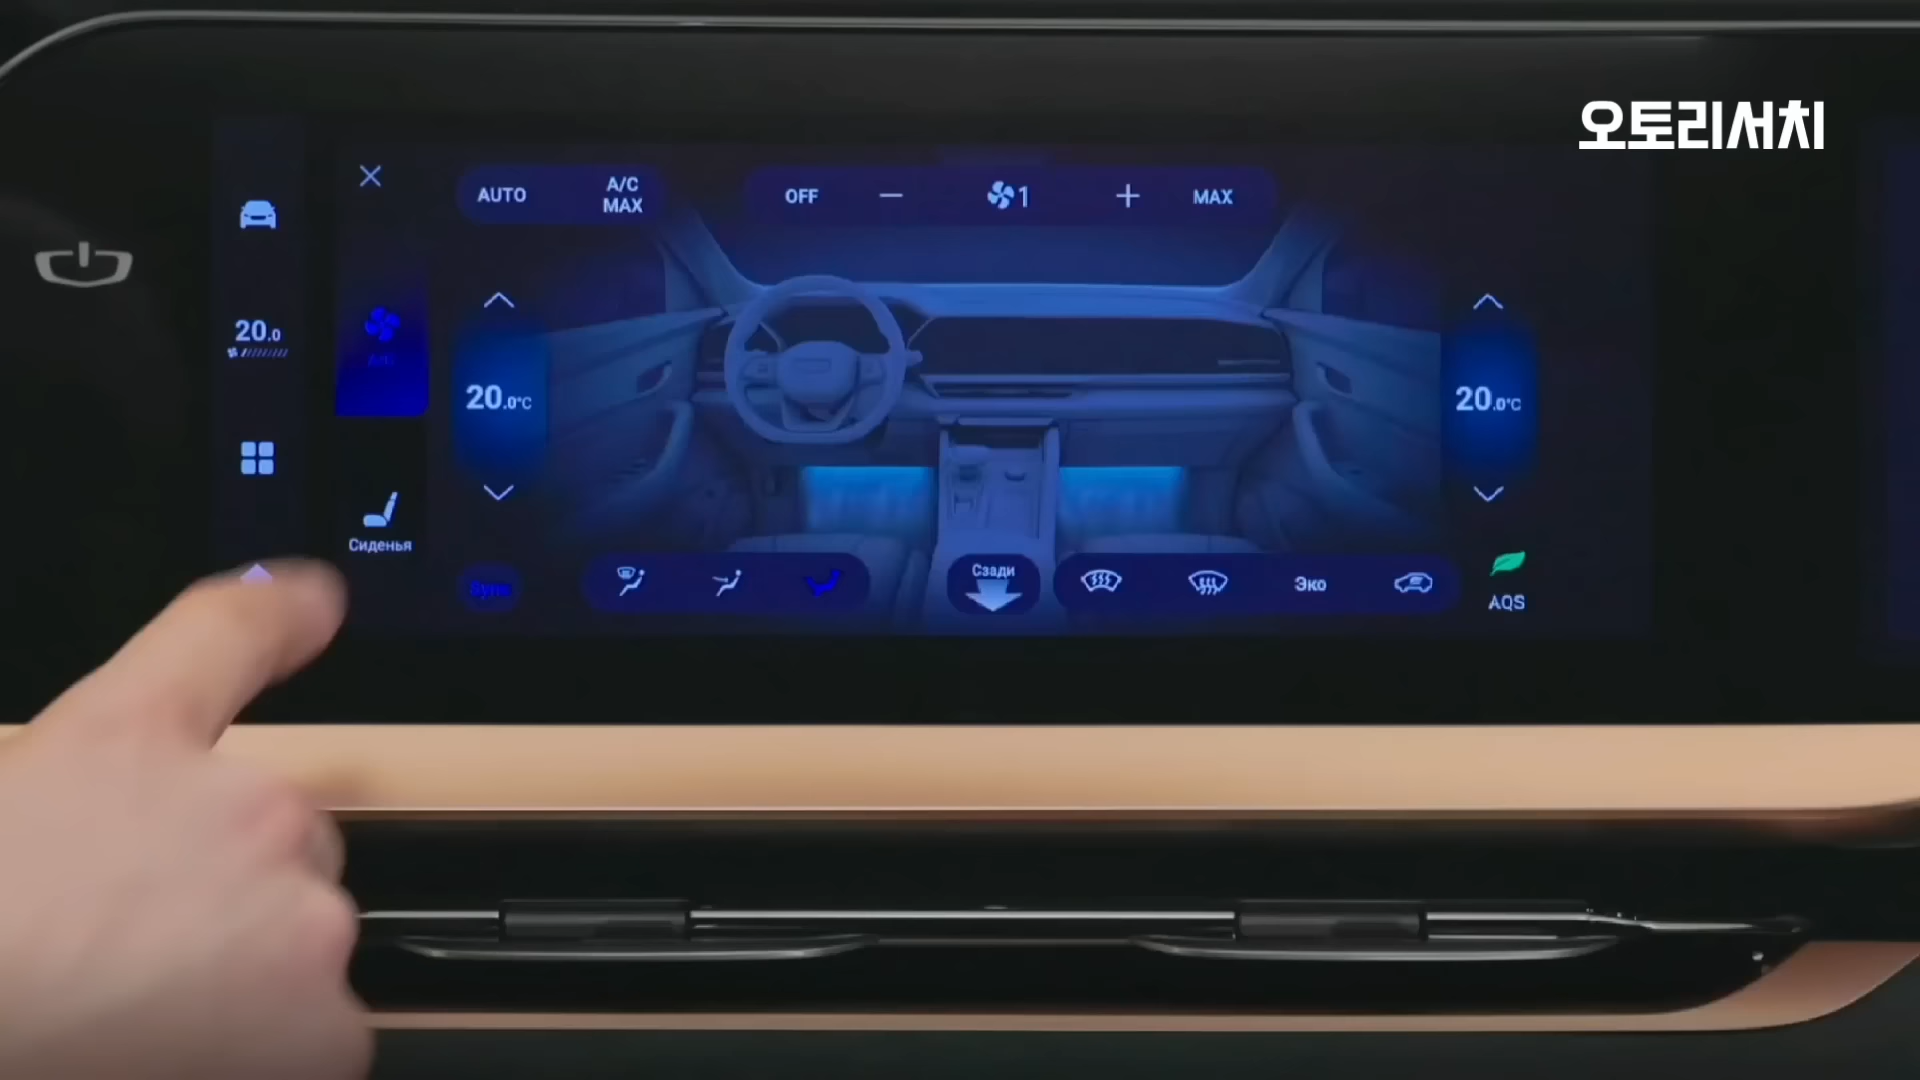 오토리서치
AUTO
A/C
MAX
OFF
1
MAX
20.0
20.0°C
20.0°C
Сиденья
Sync
Сзади
Эко
AQS